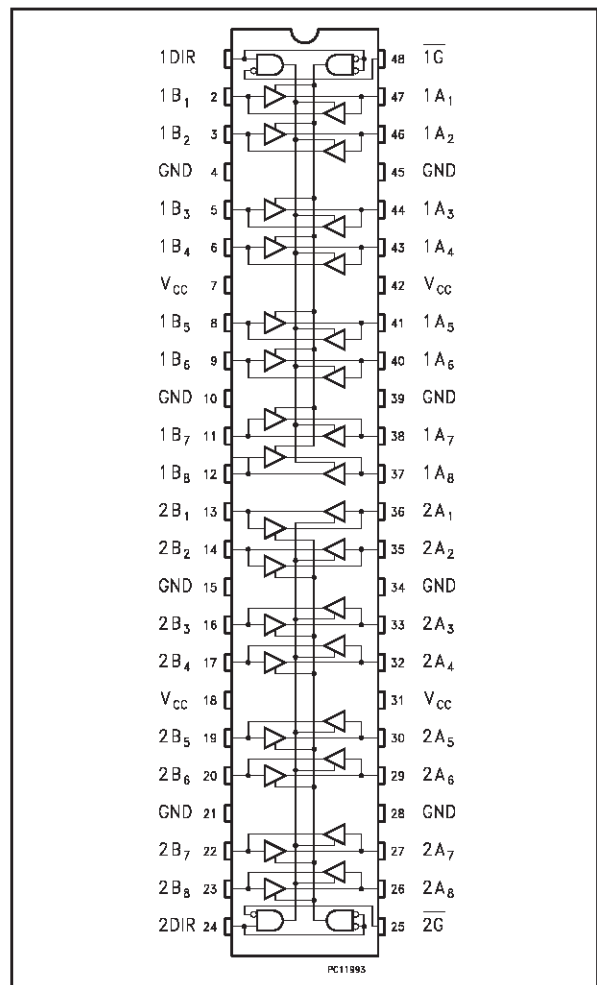 1DIR 48 1G̅
1B₁ 2 47 1A₁
1B₂ 3 46 1A₂
GND 4 45 GND
1B₃ 5 44 1A₃
1B₄ 6 43 1A₄
VCC 7 42 VCC
1B₅ 8 41 1A₅
1B₆ 9 40 1A₆
GND 10 39 GND
1B₇ 11 38 1A₇
1B₈ 12 37 1A₈
2B₁ 13 36 2A₁
2B₂ 14 35 2A₂
GND 15 34 GND
2B₃ 16 33 2A₃
2B₄ 17 32 2A₄
VCC 18 31 VCC
2B₅ 19 30 2A₅
2B₆ 20 29 2A₆
GND 21 28 GND
2B₇ 22 27 2A₇
2B₈ 23 26 2A₈
2DIR 24 25 2G̅
PC11993